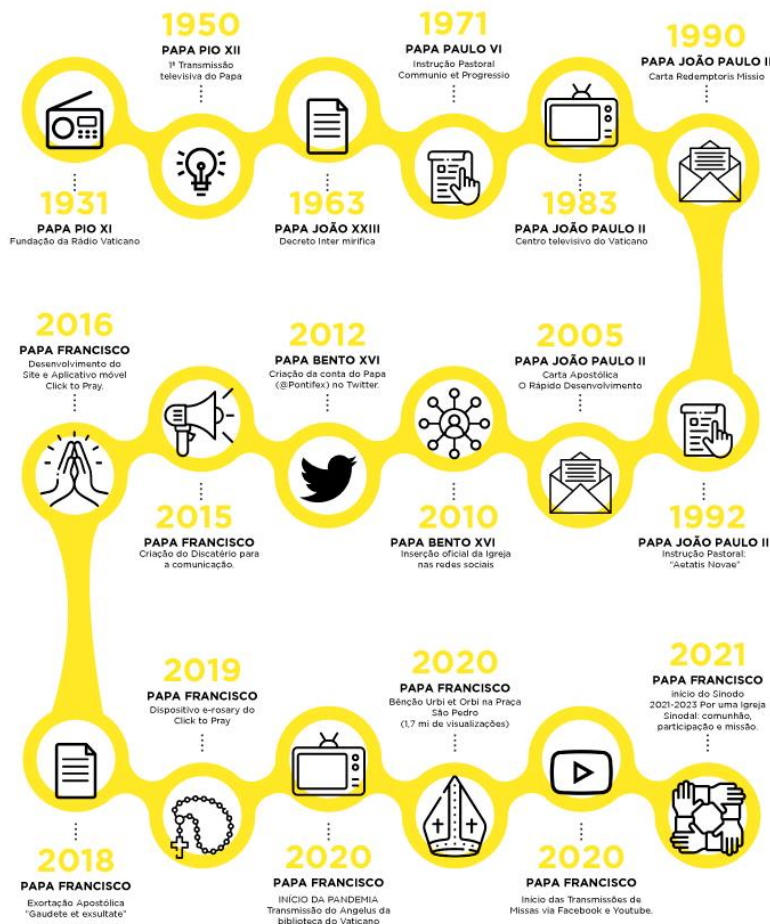 1931
PAPA PIO XI
Fundação da Rádio Vaticano
1950
PAPA PIO XII
1ª Transmissão
televisiva do Papa
1963
PAPA JOÃO XXIII
Decreto Inter mirifica
1971
PAPA PAULO VI
Instrução Pastoral
Communio et Progressio
1983
PAPA JOÃO PAULO II
Centro televisivo do Vaticano
1990
PAPA JOÃO PAULO II
Carta Redemptoris Missio
1992
PAPA JOÃO PAULO II
Instrução Pastoral:
"Aetatis Novae"
2005
PAPA JOÃO PAULO II
Carta Apostólica
O Rápido Desenvolvimento
2010
PAPA BENTO XVI
Inserção oficial da Igreja
nas redes sociais
2012
PAPA BENTO XVI
Criação da conta do Papa
(@Pontifex) no Twitter.
2015
PAPA FRANCISCO
Criação do Discatério para
a comunicação.
2016
PAPA FRANCISCO
Desenvolvimento do
Site e Aplicativo móvel
Click to Pray.
2018
PAPA FRANCISCO
Exortação Apostólica
"Gaudete et exsultate"
2019
PAPA FRANCISCO
Dispositivo e-rosary do
Click to Pray
2020
PAPA FRANCISCO
INÍCIO DA PANDEMIA
Transmissão do Angelus da
biblioteca do Vaticano
2020
PAPA FRANCISCO
Bênção Urbi et Orbi na Praça
São Pedro
(1,7 mi de visualizações)
2020
PAPA FRANCISCO
Início das Transmissões de
Missas via Facebook e Youtube.
2021
PAPA FRANCISCO
início do Sinodo
2021-2023 Por uma Igreja
Sinodal: comunhão,
participação e missão.